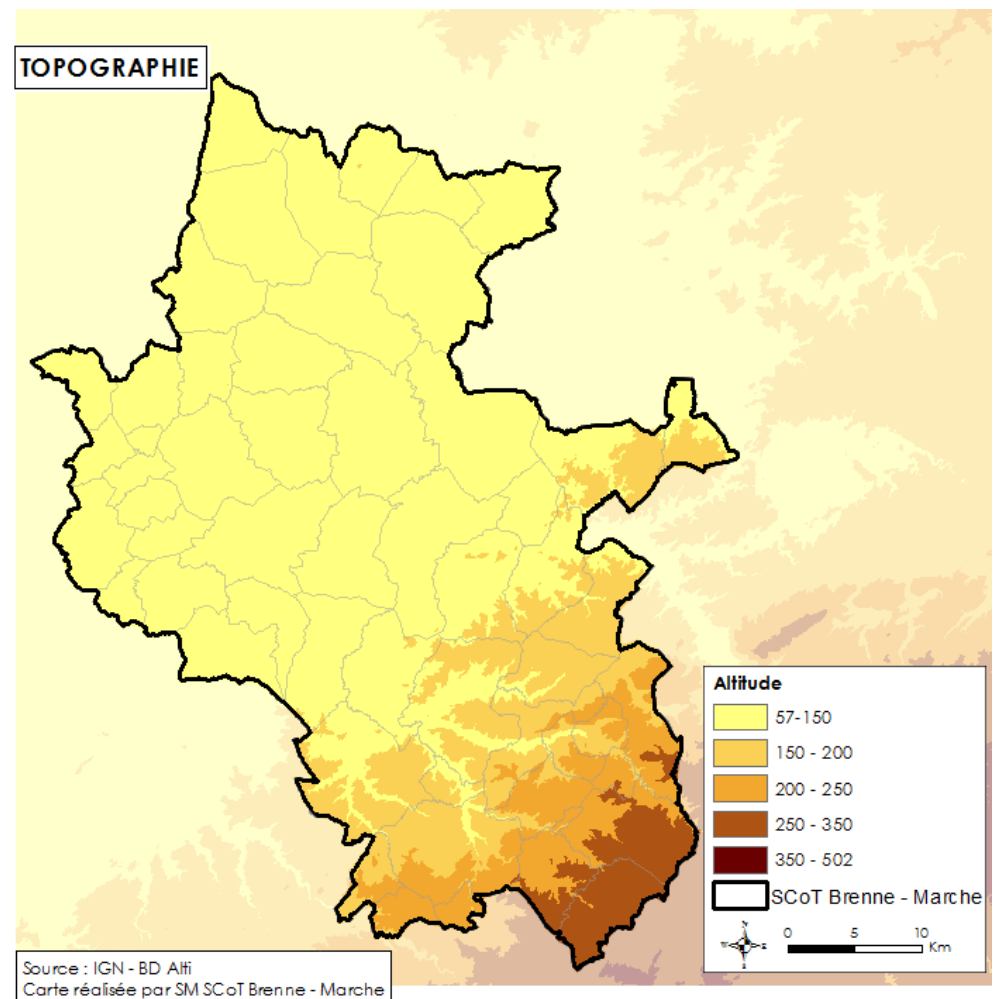 TOPOGRAPHIE
Altitude
57-150
150 - 200
200 - 250
250 - 350
350 - 502
SCoT Brenne - Marche
N
W
E
S
0 5 10
Km
Source : IGN - BD Alti
Carte réalisée par SM SCoT Brenne - Marche